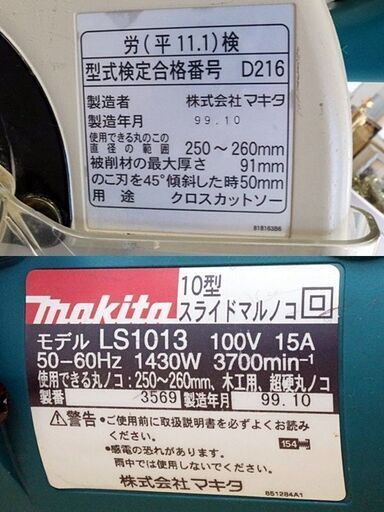 労(平11.1)検
型式検定合格番号 D216
製造者 株式会社マキタ
製造年月 99.10
使用できる丸のこの
直径の範囲 250～260mm
被削材の最大厚さ 91mm
のこ刃を45°傾斜した時50mm
用途 クロスカットソー
818163B6
makita
10型
スライドマルノコ
モデル LS1013 100V 15A
50-60Hz 1430W 3700min⁻¹
使用できる丸ノコ:250～260mm、木工用、超硬丸ノコ
製番 3569 製造年月 99.10
警告 ●ご使用前に取扱説明書を必ずよくお読み
ください。
●感電の恐れがあります。
雨中では使用しないでください。
154
株式会社マキタ
851284A1